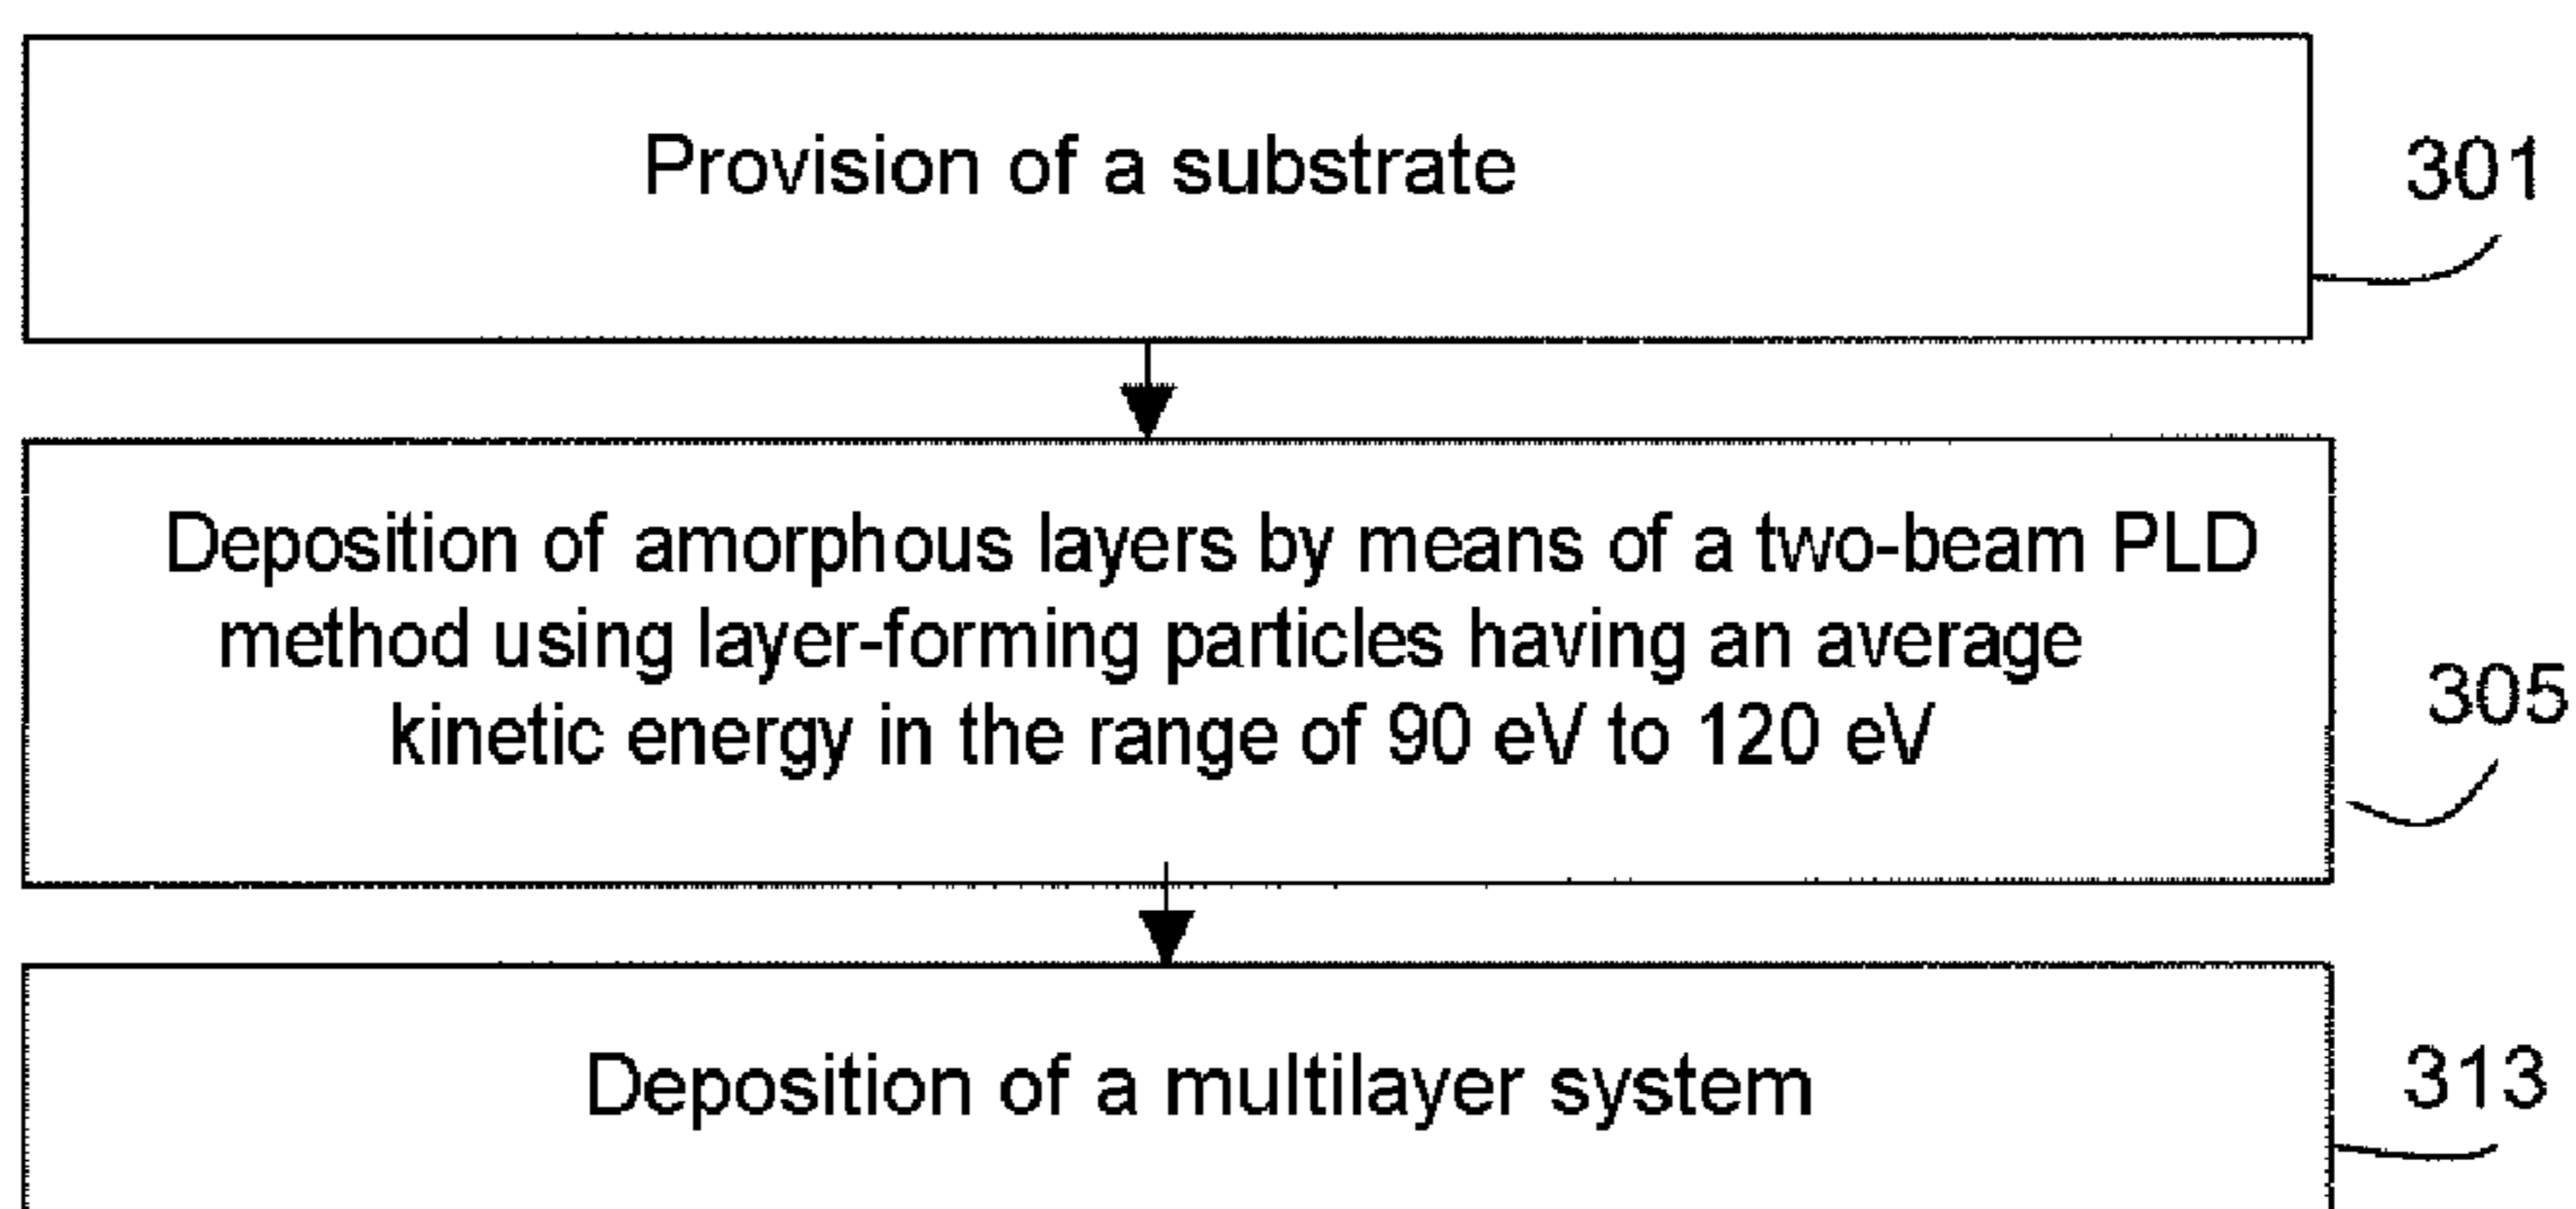 Provision of a substrate
301
Deposition of amorphous layers by means of a two-beam PLD
method using layer-forming particles having an average
kinetic energy in the range of 90 eV to 120 eV
305
Deposition of a multilayer system
313